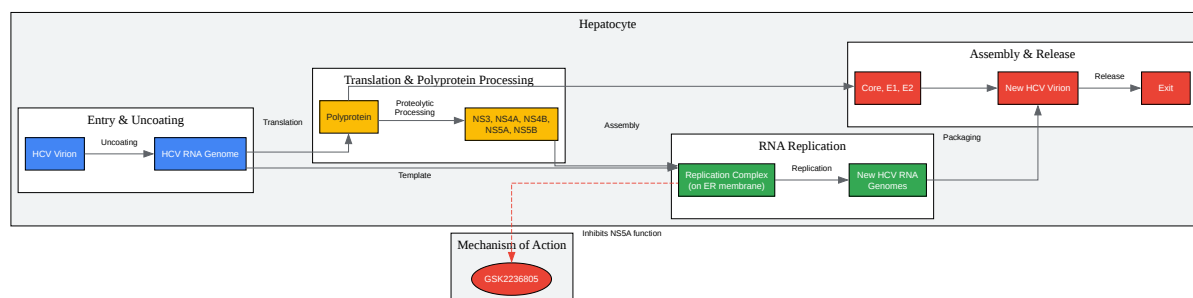 Hepatocyte
Entry & Uncoating
HCV Virion
Uncoating
HCV RNA Genome
Translation
Template
Translation & Polyprotein Processing
Polyprotein
Proteolytic
Processing
NS3, NS4A, NS4B,
NS5A, NS5B
Assembly
RNA Replication
Replication Complex
(on ER membrane)
Replication
New HCV RNA
Genomes
Packaging
Assembly & Release
Core, E1, E2
New HCV Virion
Release
Exit
Inhibits NS5A function
Mechanism of Action
GSK2236805